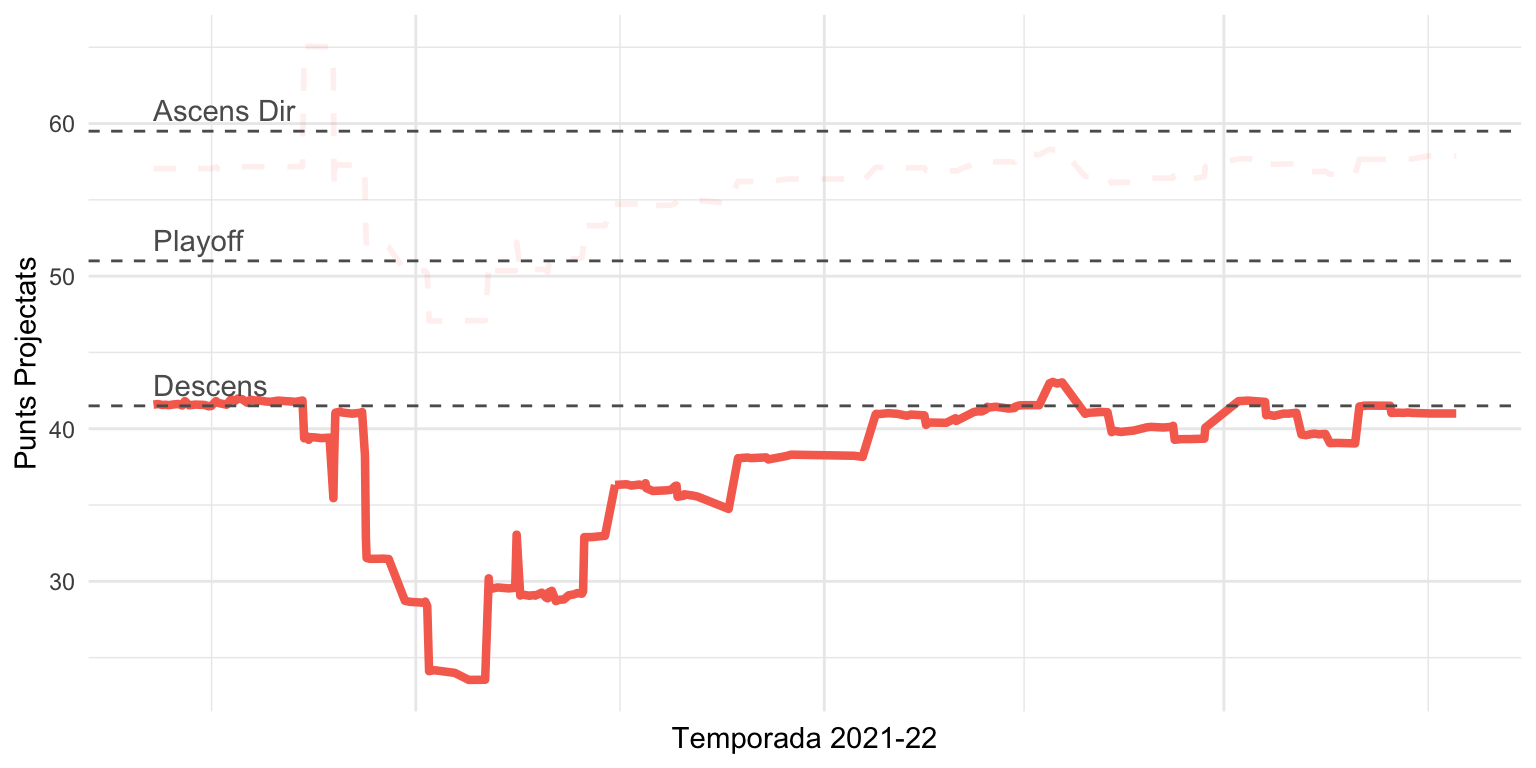 Ascens Dir
60
Playoff
50
Descens
40
30
Punts Projectats
Temporada 2021-22